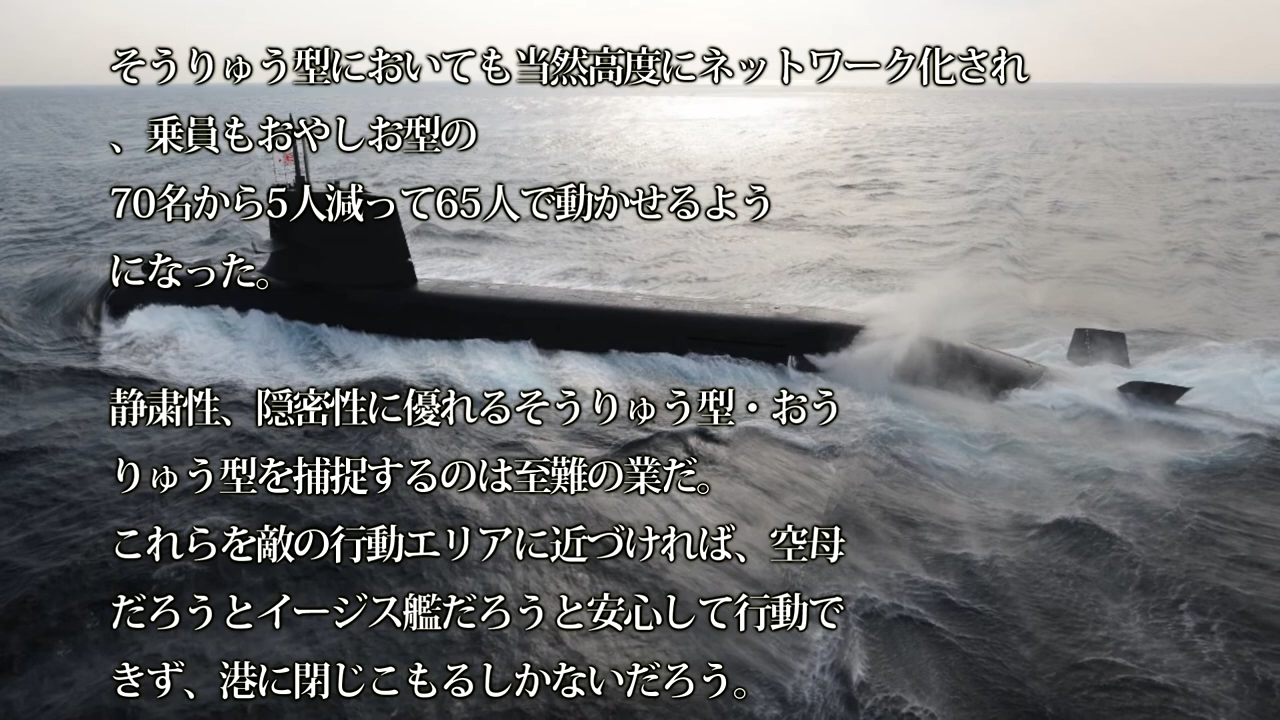 そうりゅう型においても当然高度にネットワーク化され
、乗員もおやしお型の
70名から5人減って65人で動かせるよう
になった。
静粛性、隠密性に優れるそうりゅう型・おう
りゅう型を捕捉するのは至難の業だ。
これらを敵の行動エリアに近づければ、空母
だろうとイージス艦だろうと安心して行動で
きず、港に閉じこもるしかないだろう。